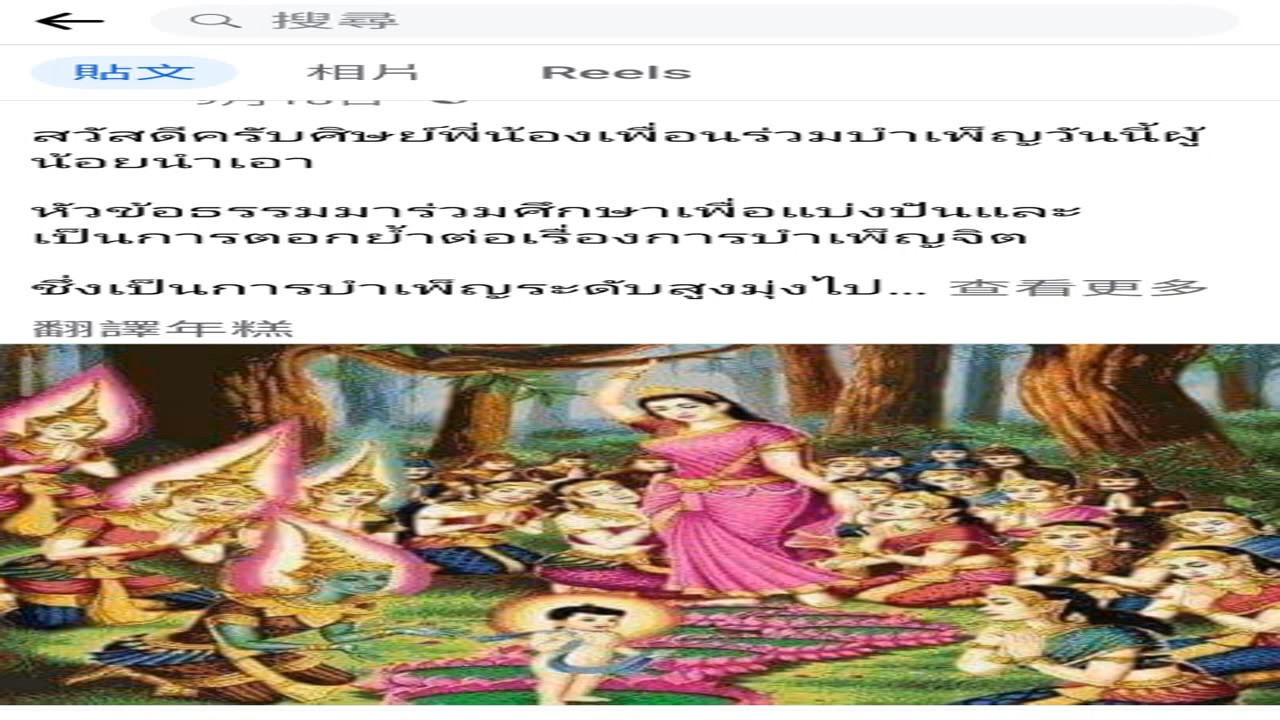 搜尋
貼文 相片 Reels
สวัสดีครับศิษย์พี่น้องเพื่อนร่วมบำเพ็ญวันนี้ผู้
น้อยนำเอา
หัวข้อธรรมมาร่วมศึกษาเพื่อแบ่งปันและ
เป็นการตอกย้ำต่อเรื่องการบำเพ็ญจิต
ซึ่งเป็นการบำเพ็ญระดับสูงมุ่งไป... 查看更多
翻譯年糕